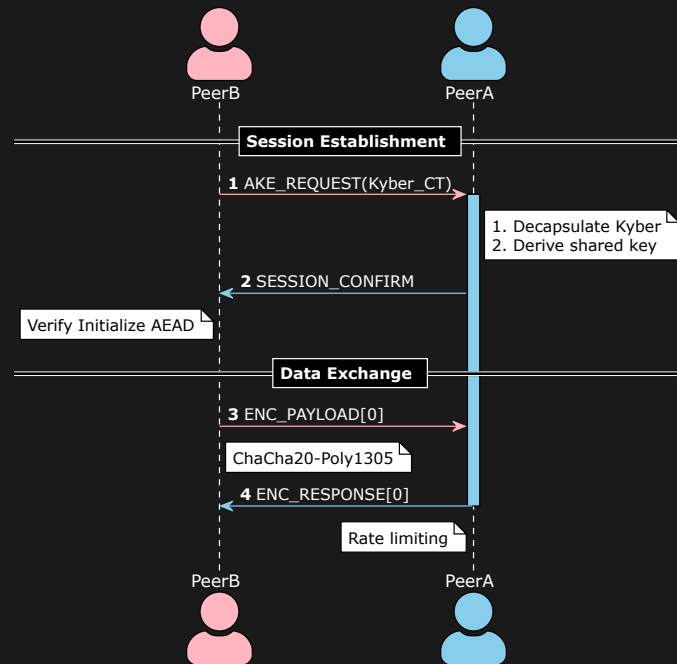 PeerB
PeerA
Session Establishment
1 AKE_REQUEST(Kyber_CT)
1. Decapsulate Kyber
2. Derive shared key
2 SESSION_CONFIRM
Verify Initialize AEAD
Data Exchange
3 ENC_PAYLOAD[0]
ChaCha20-Poly1305
4 ENC_RESPONSE[0]
Rate limiting
PeerB
PeerA